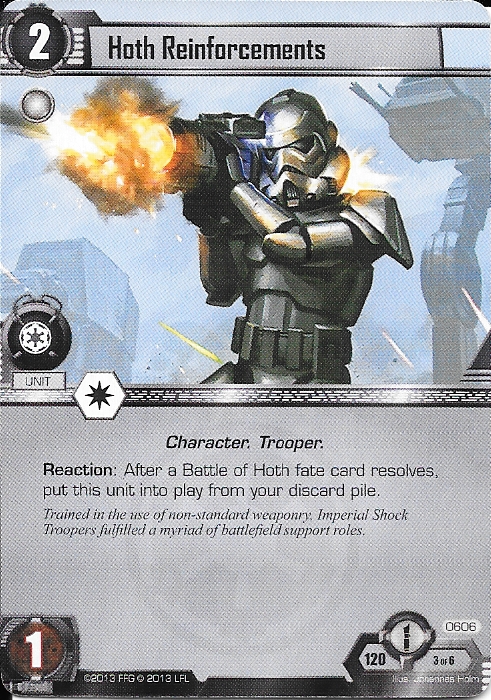 2
Hoth Reinforcements
UNIT
Character. Trooper.
Reaction: After a Battle of Hoth fate card resolves,
put this unit into play from your discard pile.
Trained in the use of non-standard weaponry, Imperial Shock
Troopers fulfilled a myriad of battlefield support roles.
1
0606
120
3 OF 6
©2013 FFG © 2013 LFL
Illus. Johannes Holm